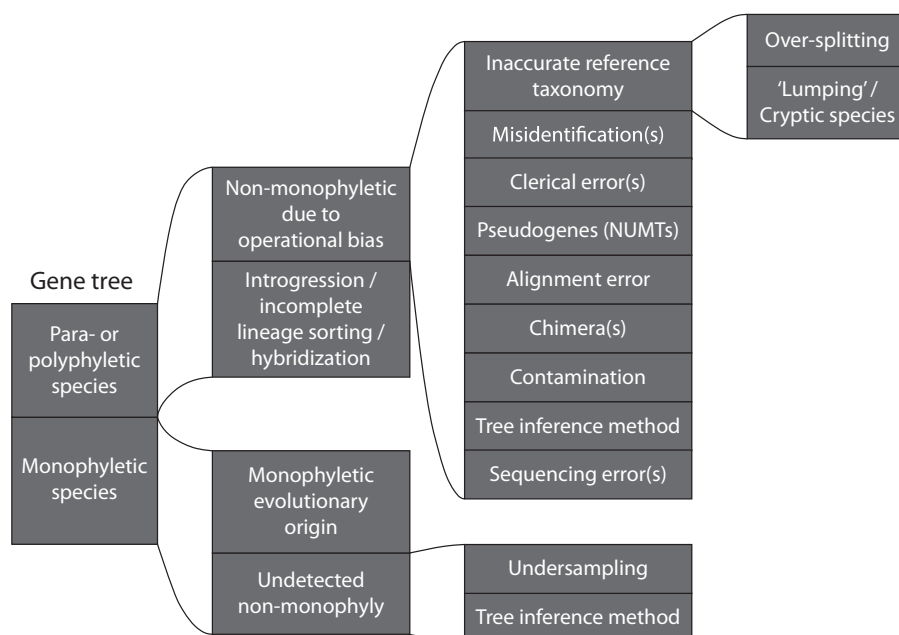 Gene tree
Para- or
polyphyletic
species
Monophyletic
species
Non-monophyletic
due to
operational bias
Introgression /
incomplete
lineage sorting /
hybridization
Monophyletic
evolutionary
origin
Undetected
non-monophyly
Inaccurate reference
taxonomy
Misidentification(s)
Clerical error(s)
Pseudogenes (NUMTs)
Alignment error
Chimera(s)
Contamination
Tree inference method
Sequencing error(s)
Undersampling
Tree inference method
Over-splitting
‘Lumping’ /
Cryptic species